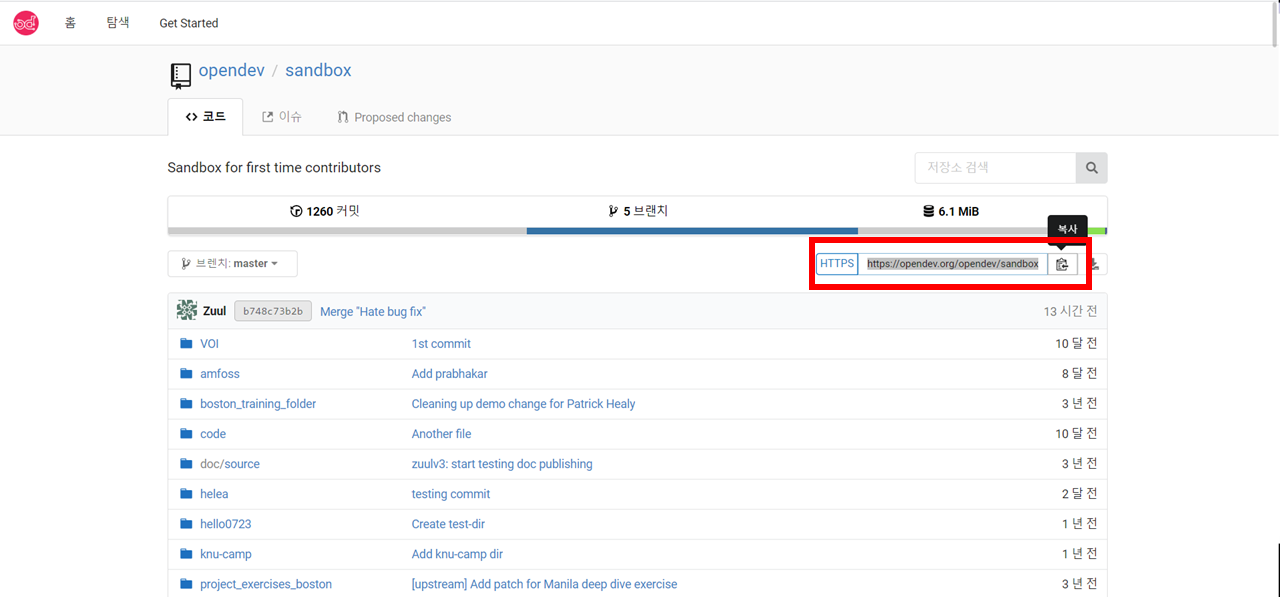 홈 탐색 Get Started
opendev / sandbox
코드 이슈 Proposed changes
Sandbox for first time contributors 저장소 검색
1260 커밋 5 브랜치 6.1 MiB
복사
브렌치: master HTTPS https://opendev.org/opendev/sandbox
Zuul b748c73b2b Merge "Hate bug fix" 13 시간 전
VOI 1st commit 10 달 전
amfoss Add prabhakar 8 달 전
boston_training_folder Cleaning up demo change for Patrick Healy 3 년 전
code Another file 10 달 전
doc/source zuulv3: start testing doc publishing 3 년 전
helea testing commit 2 달 전
hello0723 Create test-dir 1 년 전
knu-camp Add knu-camp dir 1 년 전
project_exercises_boston [upstream] Add patch for Manila deep dive exercise 3 년 전